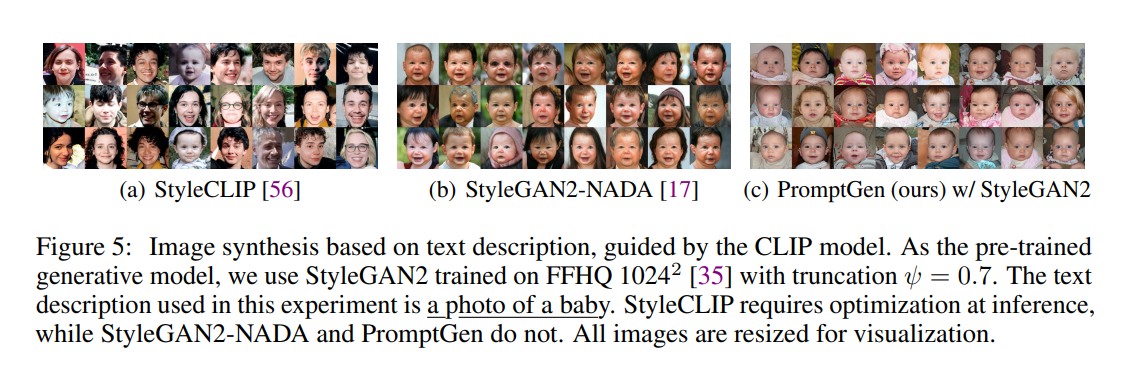 (a) StyleCLIP [56]
(b) StyleGAN2-NADA [17]
(c) PromptGen (ours) w/ StyleGAN2
Figure 5: Image synthesis based on text description, guided by the CLIP model. As the pre-trained
generative model, we use StyleGAN2 trained on FFHQ 1024² [35] with truncation ψ = 0.7. The text
description used in this experiment is a photo of a baby. StyleCLIP requires optimization at inference,
while StyleGAN2-NADA and PromptGen do not. All images are resized for visualization.